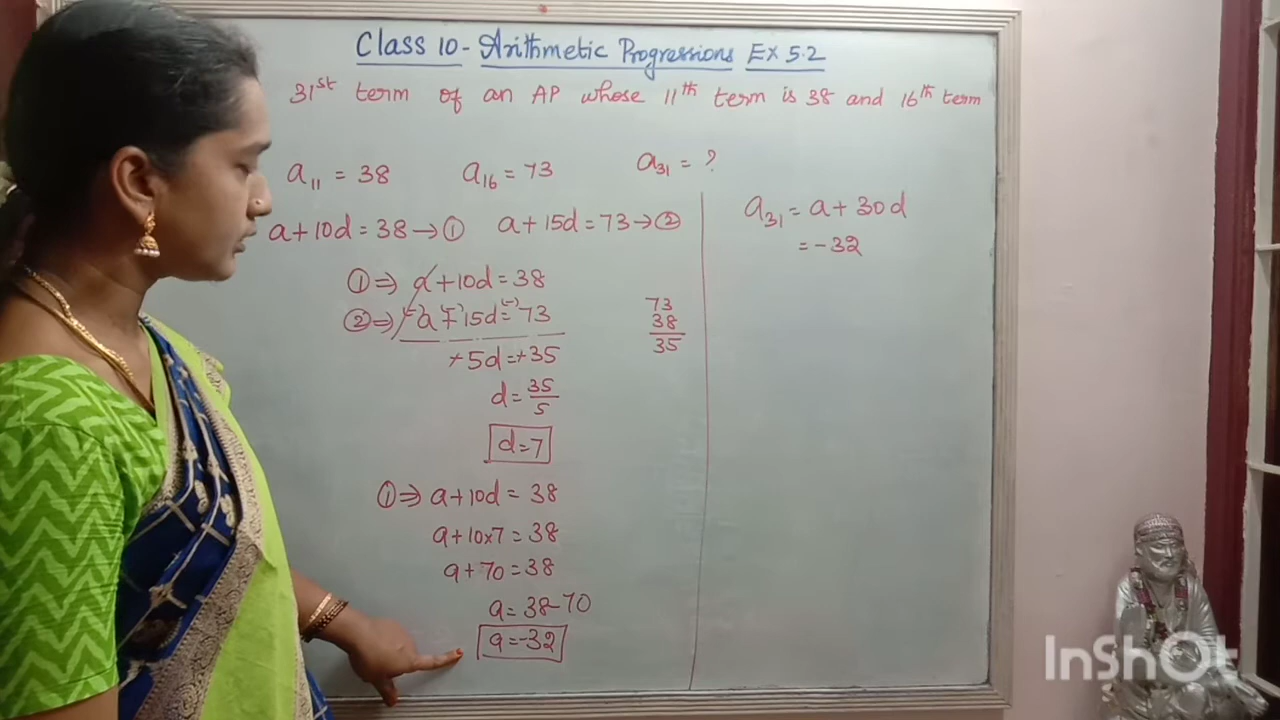 Class 10 - Arithmetic Progressions Ex 5.2
31st term of an AP whose 11th term is 38 and 16th term
a₁₁ = 38 a₁₆ = 73 a₃₁ = ?
a + 10d = 38 → ① a + 15d = 73 → ②
① ⇒ a + 10d = 38
② ⇒ (-) a + (-) 15d = (-) 73
+5d = +35
d = 35/5
d = 7
① ⇒ a + 10d = 38
a + 10 × 7 = 38
a + 70 = 38
a = 38 - 70
a = -32
73
38
35
a₃₁ = a + 30d
= -32
InShOt